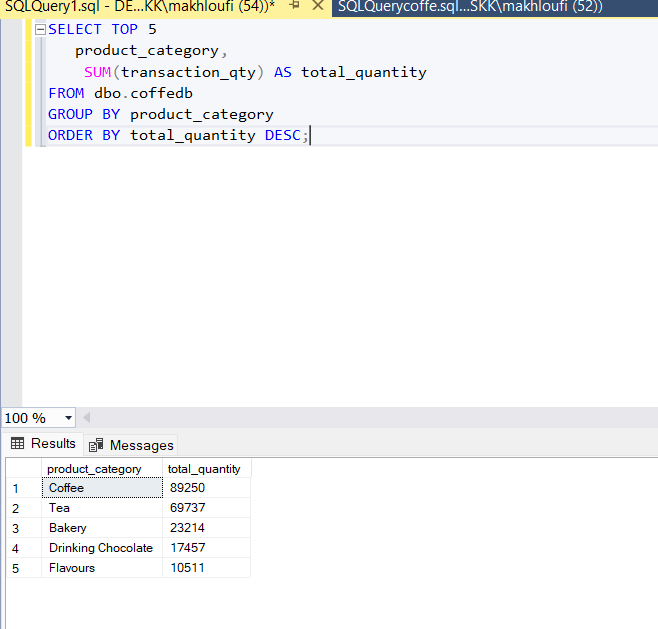 SQLQuery1.sql - DE...KK\makhloufi (54))* SQLQuerycoffe.sql...SKK\makhloufi (52))
SELECT TOP 5
product_category,
SUM(transaction_qty) AS total_quantity
FROM dbo.coffedb
GROUP BY product_category
ORDER BY total_quantity DESC;
100 %
Results Messages
product_category total_quantity
1 Coffee 89250
2 Tea 69737
3 Bakery 23214
4 Drinking Chocolate 17457
5 Flavours 10511